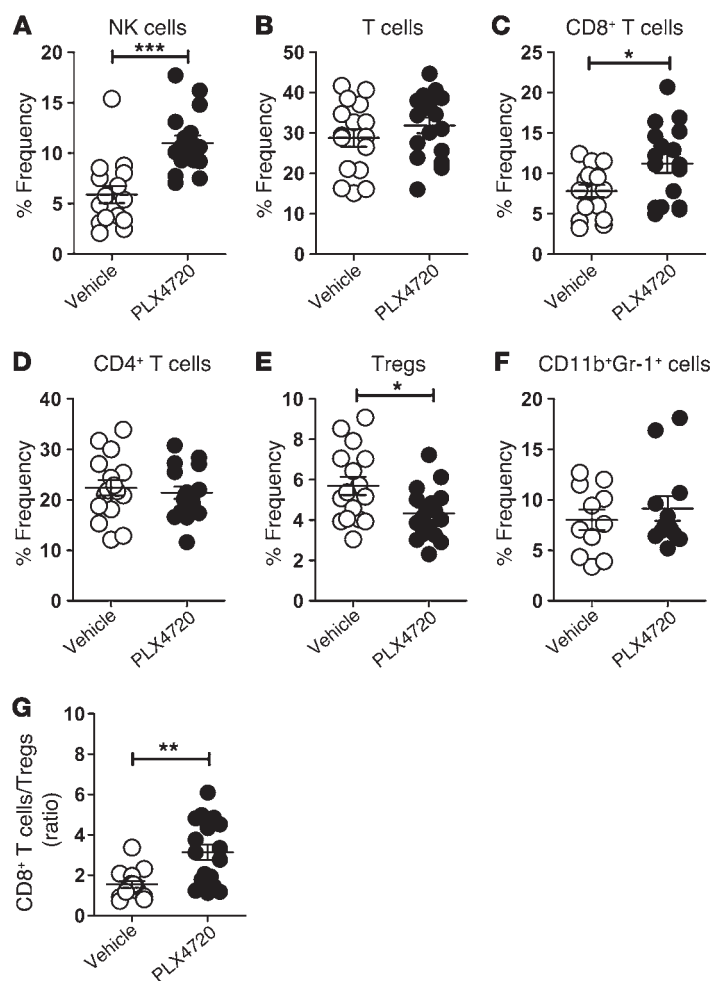 A NK cells
***
% Frequency
20
15
10
5
0
Vehicle
PLX4720
B T cells
% Frequency
50
40
30
20
10
0
Vehicle
PLX4720
C CD8⁺ T cells
*
% Frequency
25
20
15
10
5
0
Vehicle
PLX4720
D CD4⁺ T cells
% Frequency
40
30
20
10
0
Vehicle
PLX4720
E Tregs
*
% Frequency
10
8
6
4
2
0
Vehicle
PLX4720
F CD11b⁺Gr-1⁺ cells
% Frequency
20
15
10
5
0
Vehicle
PLX4720
G
**
CD8⁺ T cells/Tregs
(ratio)
10
8
6
4
2
0
Vehicle
PLX4720